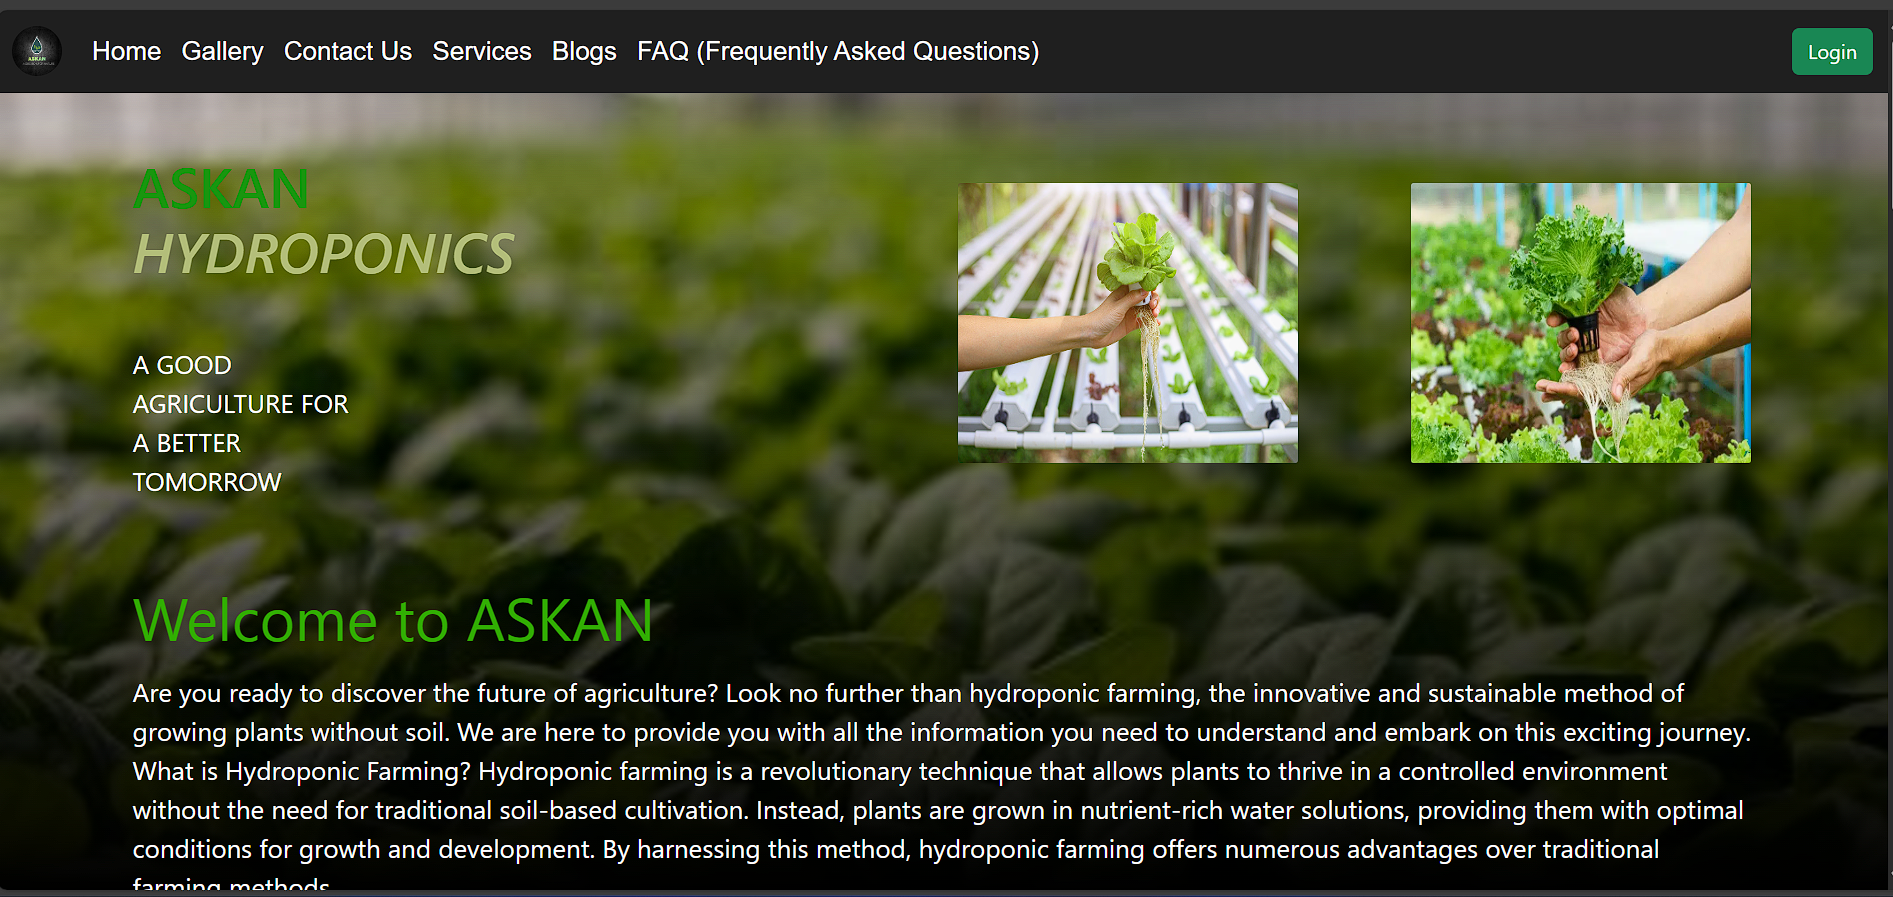 ASKAN
Home Gallery Contact Us Services Blogs FAQ (Frequently Asked Questions)
Login
ASKAN
HYDROPONICS
A GOOD
AGRICULTURE FOR
A BETTER
TOMORROW
Welcome to ASKAN
Are you ready to discover the future of agriculture? Look no further than hydroponic farming, the innovative and sustainable method of
growing plants without soil. We are here to provide you with all the information you need to understand and embark on this exciting journey.
What is Hydroponic Farming? Hydroponic farming is a revolutionary technique that allows plants to thrive in a controlled environment
without the need for traditional soil-based cultivation. Instead, plants are grown in nutrient-rich water solutions, providing them with optimal
conditions for growth and development. By harnessing this method, hydroponic farming offers numerous advantages over traditional
farming methods.